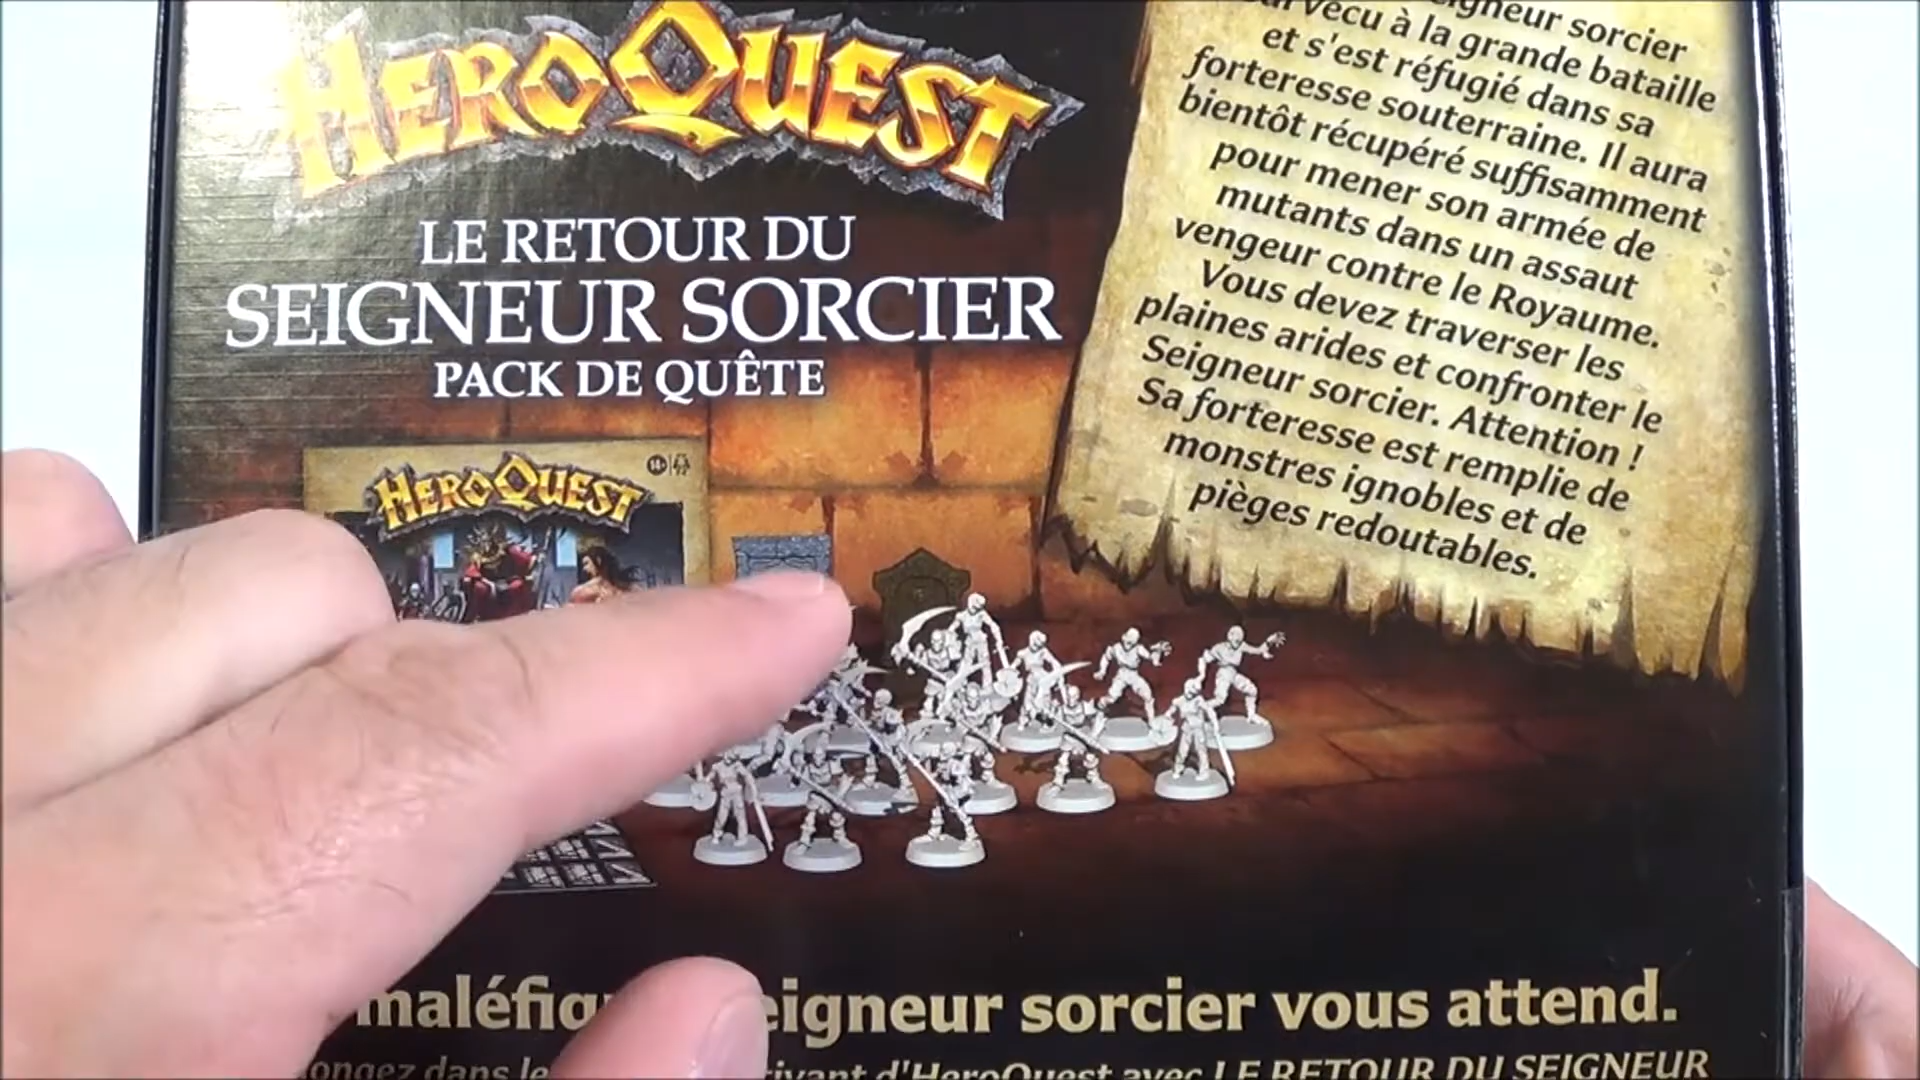 HEROQUEST
LE RETOUR DU
SEIGNEUR SORCIER
PACK DE QUÊTE
sorcier
à la grande bataille
et s'est réfugié dans sa
forteresse souterraine. Il aura
bientôt récupéré suffisamment
pour mener son armée de
mutants dans un assaut
vengeur contre le Royaume.
Vous devez traverser les
plaines arides et confronter le
Seigneur sorcier. Attention !
Sa forteresse est remplie de
monstres ignobles et de
pièges redoutables.
HEROQUEST
14+
sorcier vous attend.
d'HeroQuest avec LE RETOUR DU SEIGNEUR